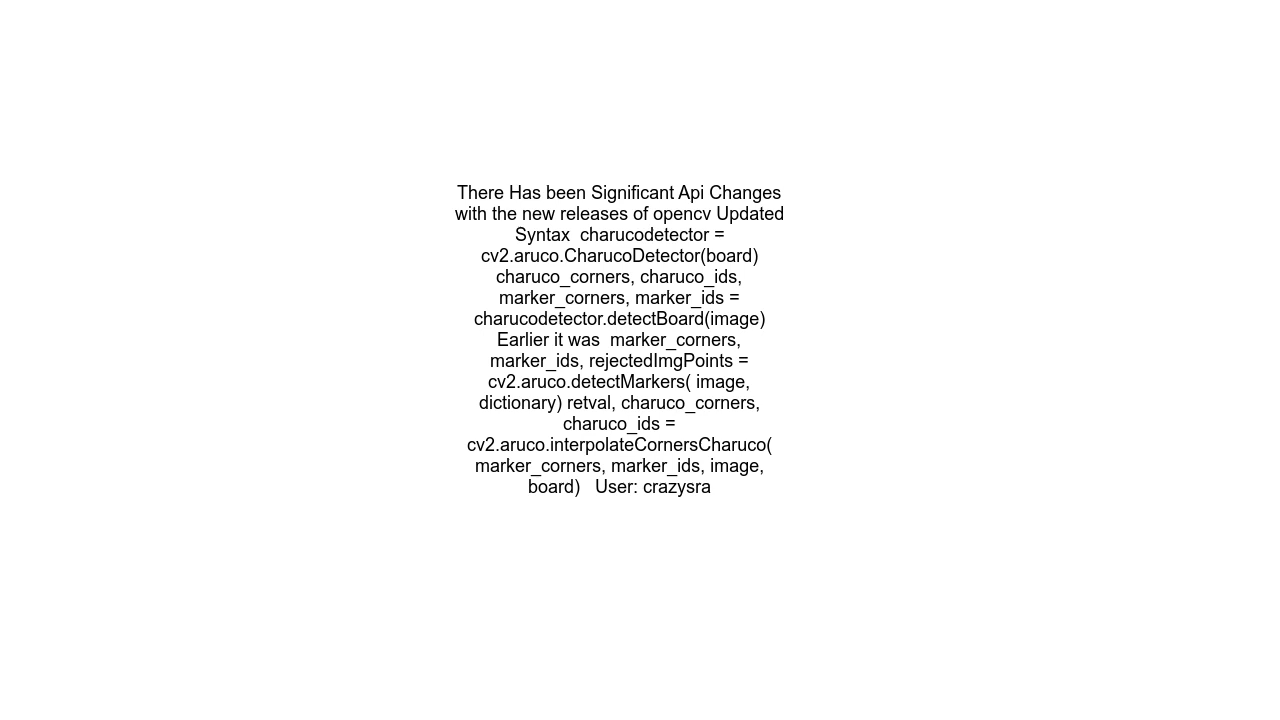 There Has been Significant Api Changes
with the new releases of opencv Updated
Syntax  charucodetector =
cv2.aruco.CharucoDetector(board)
charuco_corners, charuco_ids,
marker_corners, marker_ids =
charucodetector.detectBoard(image)
Earlier it was  marker_corners,
marker_ids, rejectedImgPoints =
cv2.aruco.detectMarkers( image,
dictionary) retval, charuco_corners,
charuco_ids =
cv2.aruco.interpolateCornersCharuco(
marker_corners, marker_ids, image,
board)   User: crazysra